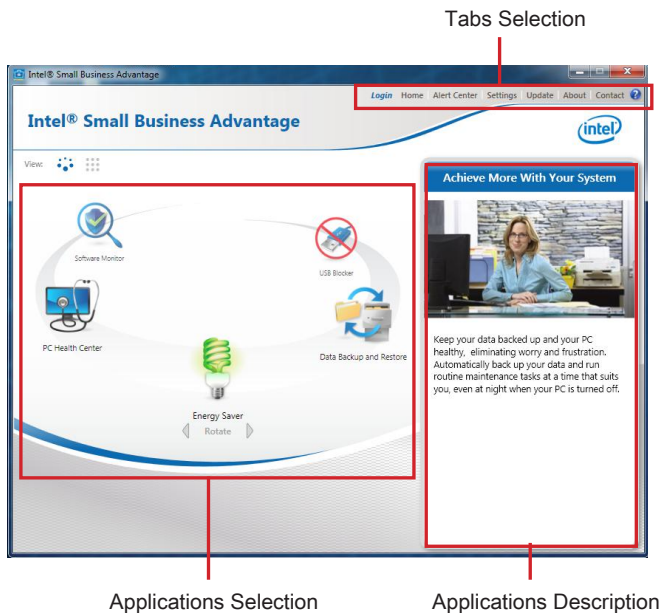 Tabs Selection
Intel® Small Business Advantage
Login Home Alert Center Settings Update About Contact ?
Intel® Small Business Advantage
intel
View:
Achieve More With Your System
Software Monitor
USB Blocker
PC Health Center
Data Backup and Restore
Energy Saver
Rotate
Keep your data backed up and your PC
healthy, eliminating worry and frustration.
Automatically back up your data and run
routine maintenance tasks at a time that suits
you, even at night when your PC is turned off.
Applications Selection
Applications Description